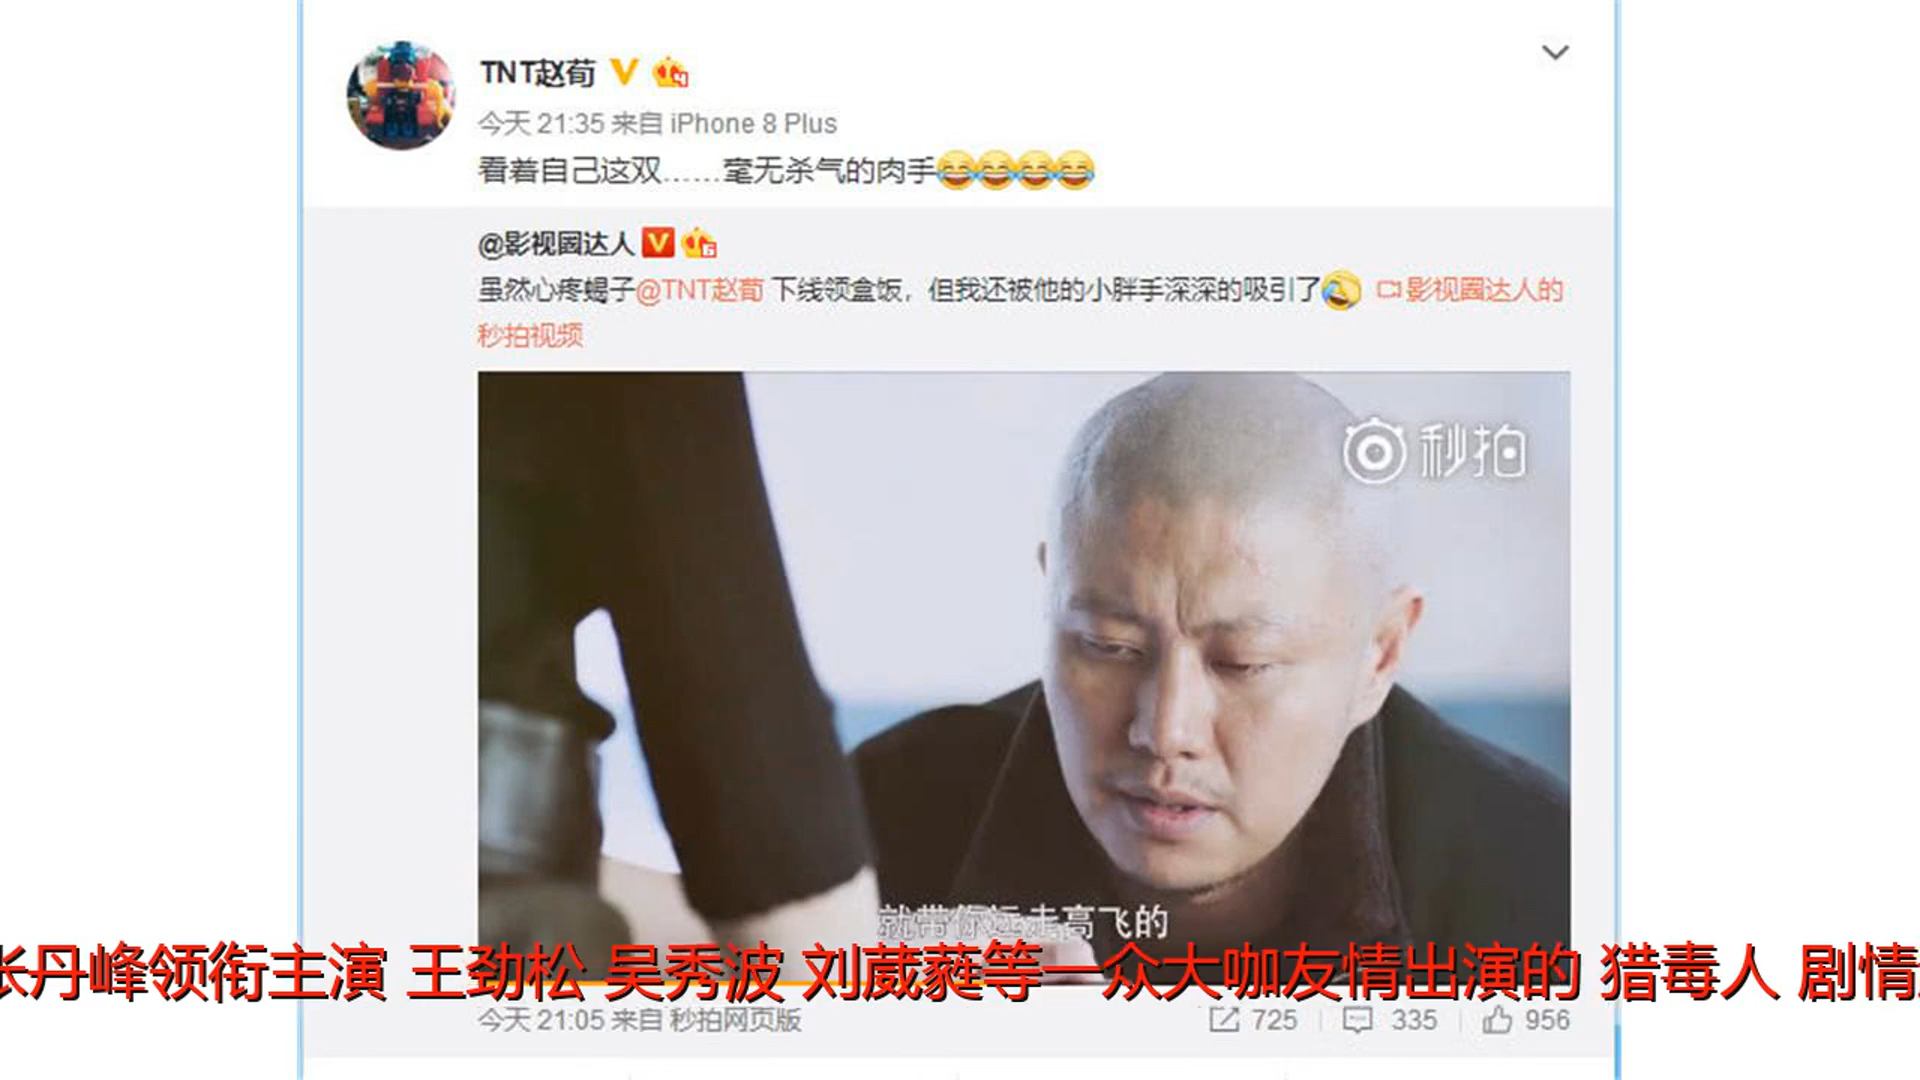 TNT赵荀
今天 21:35 来自 iPhone 8 Plus
看着自己这双……毫无杀气的肉手
@影视圈达人
虽然心疼蝎子@TNT赵荀 下线领盒饭,但我还被他的小胖手深深的吸引了 影视圈达人的
秒拍视频
秒拍
就带你远走高飞的
张丹峰领衔主演 王劲松 吴秀波 刘葳蕤等一众大咖友情出演的 猎毒人 剧情
今天 21:05 来自 秒拍网页版
725 335 956